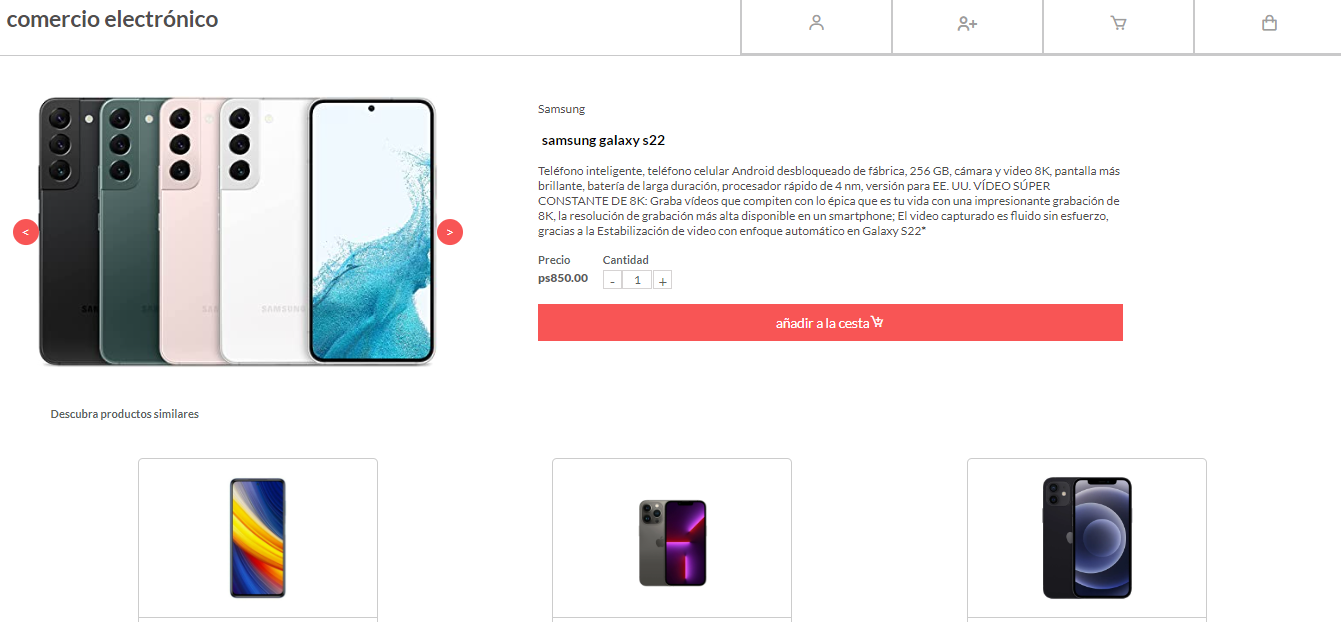 comercio electrónico
<
>
SAMSUNG
Samsung
samsung galaxy s22
Teléfono inteligente, teléfono celular Android desbloqueado de fábrica, 256 GB, cámara y video 8K, pantalla más
brillante, batería de larga duración, procesador rápido de 4 nm, versión para EE. UU. VÍDEO SÚPER
CONSTANTE DE 8K: Graba vídeos que compiten con lo épica que es tu vida con una impresionante grabación de
8K, la resolución de grabación más alta disponible en un smartphone; El video capturado es fluido sin esfuerzo,
gracias a la Estabilización de video con enfoque automático en Galaxy S22*
Precio Cantidad
ps850.00 - 1 +
añadir a la cesta
Descubra productos similares